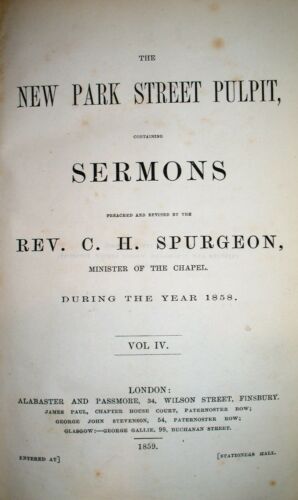 THE
NEW PARK STREET PULPIT,
CONTAINING
SERMONS
PREACHED AND REVISED BY THE
REV. C. H. SPURGEON,
MINISTER OF THE CHAPEL.
DURING THE YEAR 1858.
VOL IV.
LONDON:
ALABASTER AND PASSMORE, 34, WILSON STREET, FINSBURY.
JAMES PAUL, CHAPTER HOUSE COURT, PATERNOSTER ROW;
GEORGE JOHN STEVENSON, 54, PATERNOSTER ROW;
GLASGOW:—GEORGE GALLIE, 99, BUCHANAN STREET.
1859.
ENTERED AT] [STATIONERS HALL.